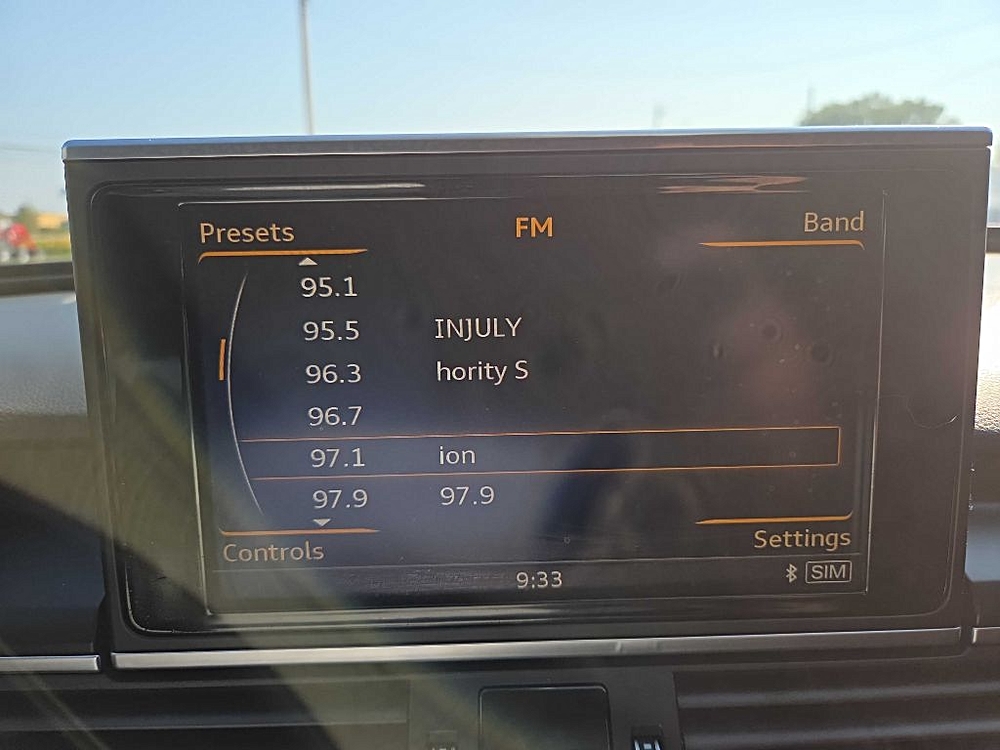 Presets FM Band
95.1
95.5 INJULY
96.3 hority S
96.7
97.1 ion
97.9 97.9
Controls Settings
9:33 SIM